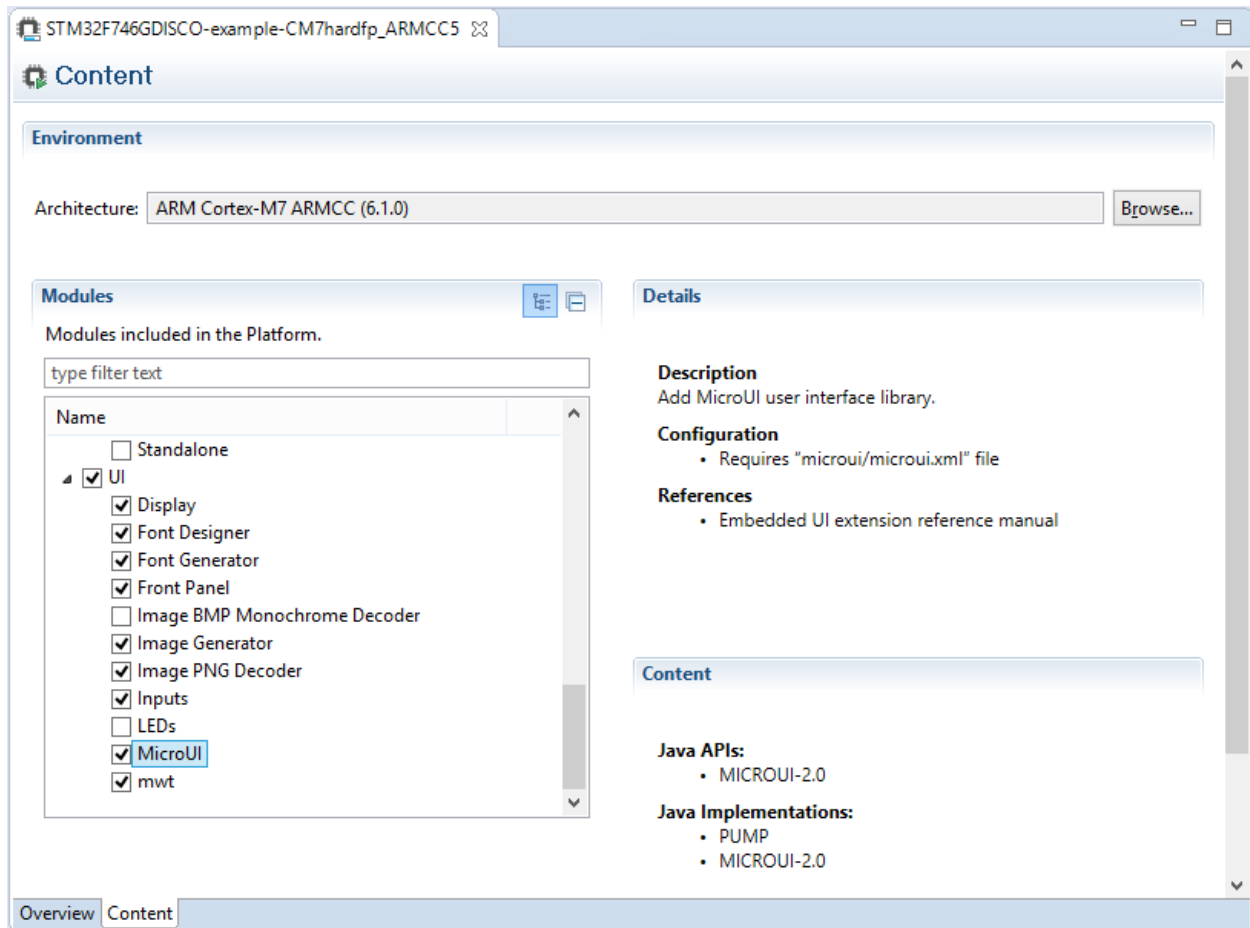 STM32F746GDISCO-example-CM7hardfp_ARMCC5
Content
Environment
Architecture: ARM Cortex-M7 ARMCC (6.1.0) Browse...
Modules
Modules included in the Platform.
type filter text
Name
Standalone
UI
Display
Font Designer
Font Generator
Front Panel
Image BMP Monochrome Decoder
Image Generator
Image PNG Decoder
Inputs
LEDs
MicroUI
mwt
Details
Description
Add MicroUI user interface library.
Configuration
• Requires "microui/microui.xml" file
References
• Embedded UI extension reference manual
Content
Java APIs:
• MICROUI-2.0
Java Implementations:
• PUMP
• MICROUI-2.0
Overview Content